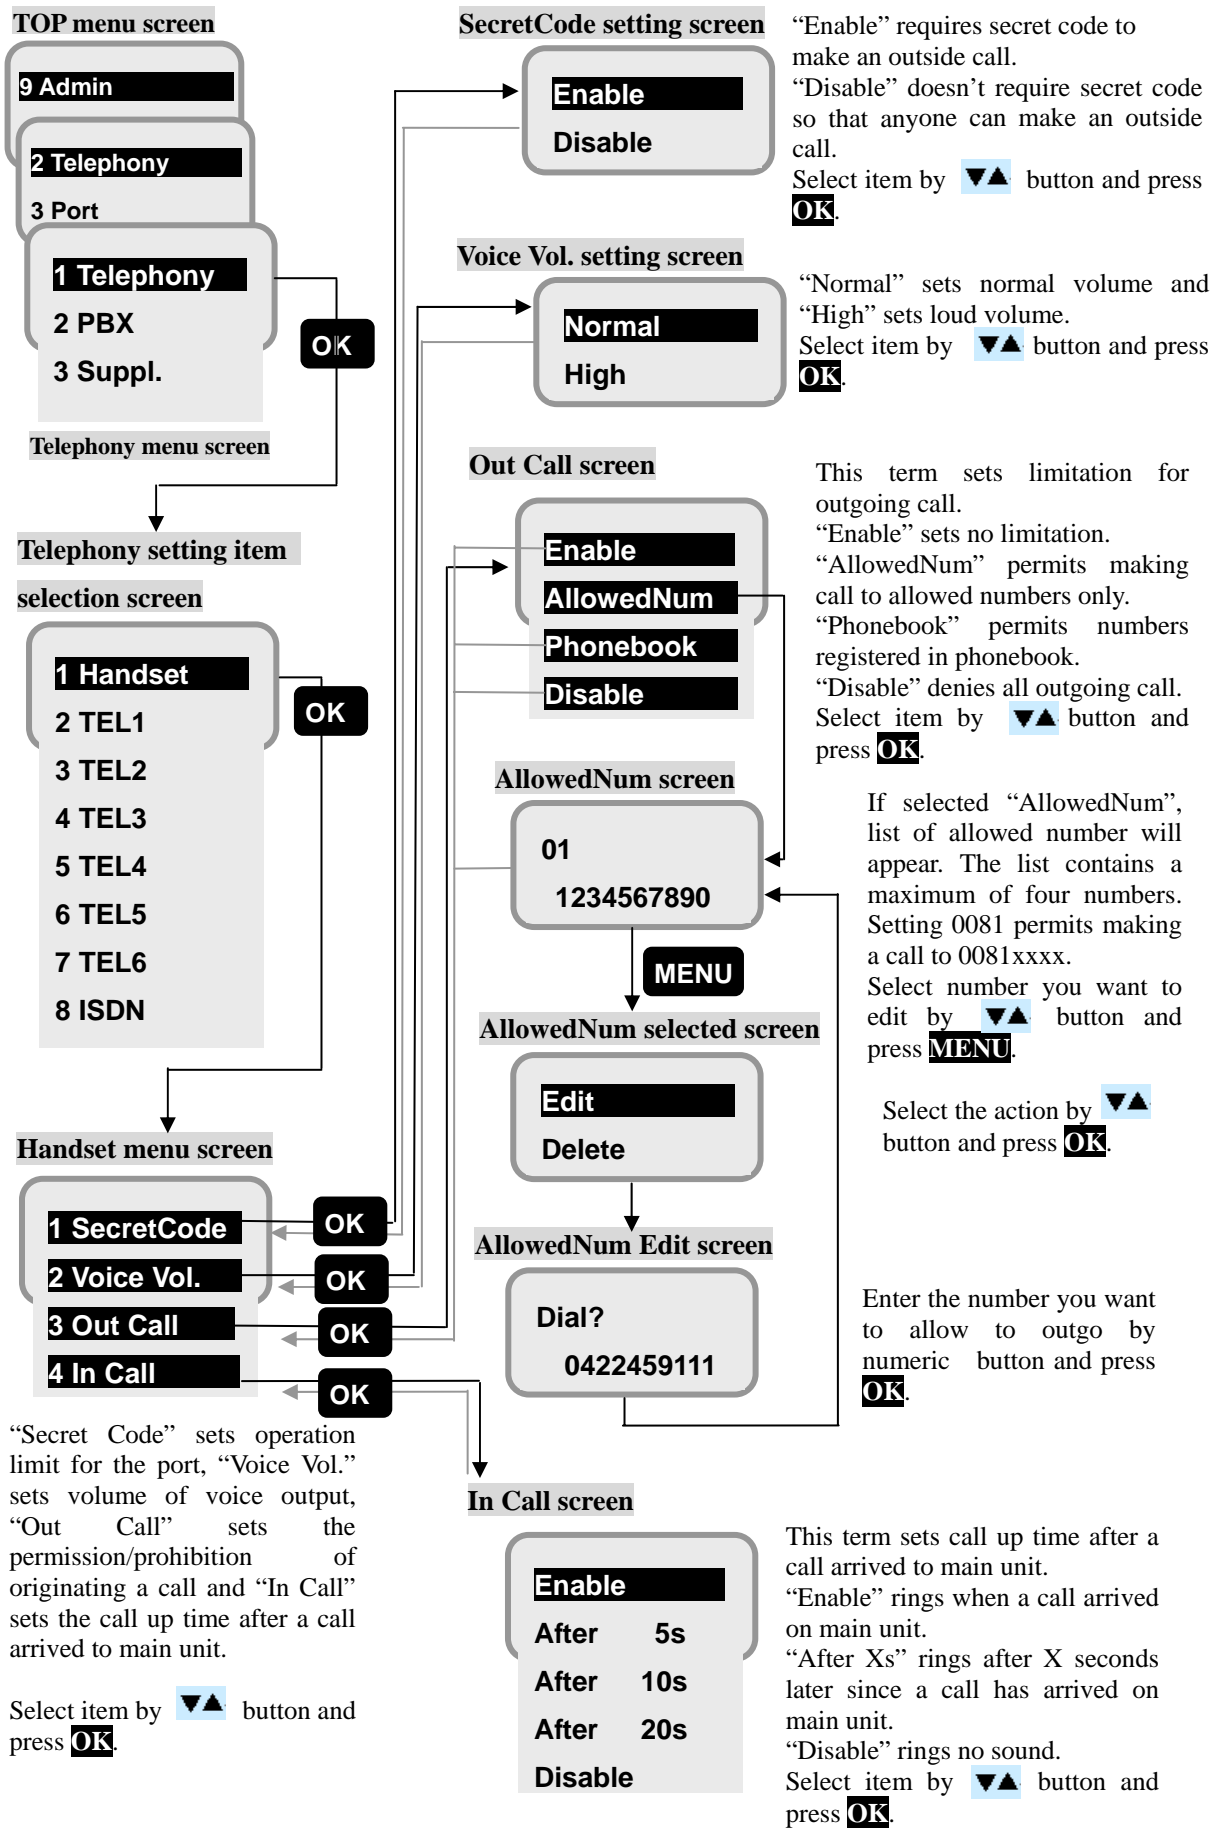 TOP menu screen
9 Admin
2 Telephony
3 Port
1 Telephony
2 PBX
3 Suppl.
OK
Telephony menu screen
Telephony setting item
selection screen
1 Handset
2 TEL1
3 TEL2
4 TEL3
5 TEL4
6 TEL5
7 TEL6
8 ISDN
OK
Handset menu screen
1 SecretCode
2 Voice Vol.
3 Out Call
4 In Call
OK
OK
OK
OK
“Secret Code” sets operation
limit for the port, “Voice Vol.”
sets volume of voice output,
“Out Call” sets the
permission/prohibition of
originating a call and “In Call”
sets the call up time after a call
arrived to main unit.
Select item by ▼▲ button and
press OK.
SecretCode setting screen
Enable
Disable
“Enable” requires secret code to
make an outside call.
“Disable” doesn’t require secret code
so that anyone can make an outside
call.
Select item by ▼▲ button and press
OK.
Voice Vol. setting screen
Normal
High
“Normal” sets normal volume and
“High” sets loud volume.
Select item by ▼▲ button and press
OK.
Out Call screen
Enable
AllowedNum
Phonebook
Disable
This term sets limitation for
outgoing call.
“Enable” sets no limitation.
“AllowedNum” permits making
call to allowed numbers only.
“Phonebook” permits numbers
registered in phonebook.
“Disable” denies all outgoing call.
Select item by ▼▲ button and
press OK.
AllowedNum screen
01
1234567890
MENU
If selected “AllowedNum”,
list of allowed number will
appear. The list contains a
maximum of four numbers.
Setting 0081 permits making
a call to 0081xxxx.
Select number you want to
edit by ▼▲ button and
press MENU.
AllowedNum selected screen
Edit
Delete
Select the action by ▼▲
button and press OK.
AllowedNum Edit screen
Dial?
0422459111
Enter the number you want
to allow to outgo by
numeric button and press
OK.
In Call screen
Enable
After 5s
After 10s
After 20s
Disable
This term sets call up time after a
call arrived to main unit.
“Enable” rings when a call arrived
on main unit.
“After Xs” rings after X seconds
later since a call has arrived on
main unit.
“Disable” rings no sound.
Select item by ▼▲ button and
press OK.